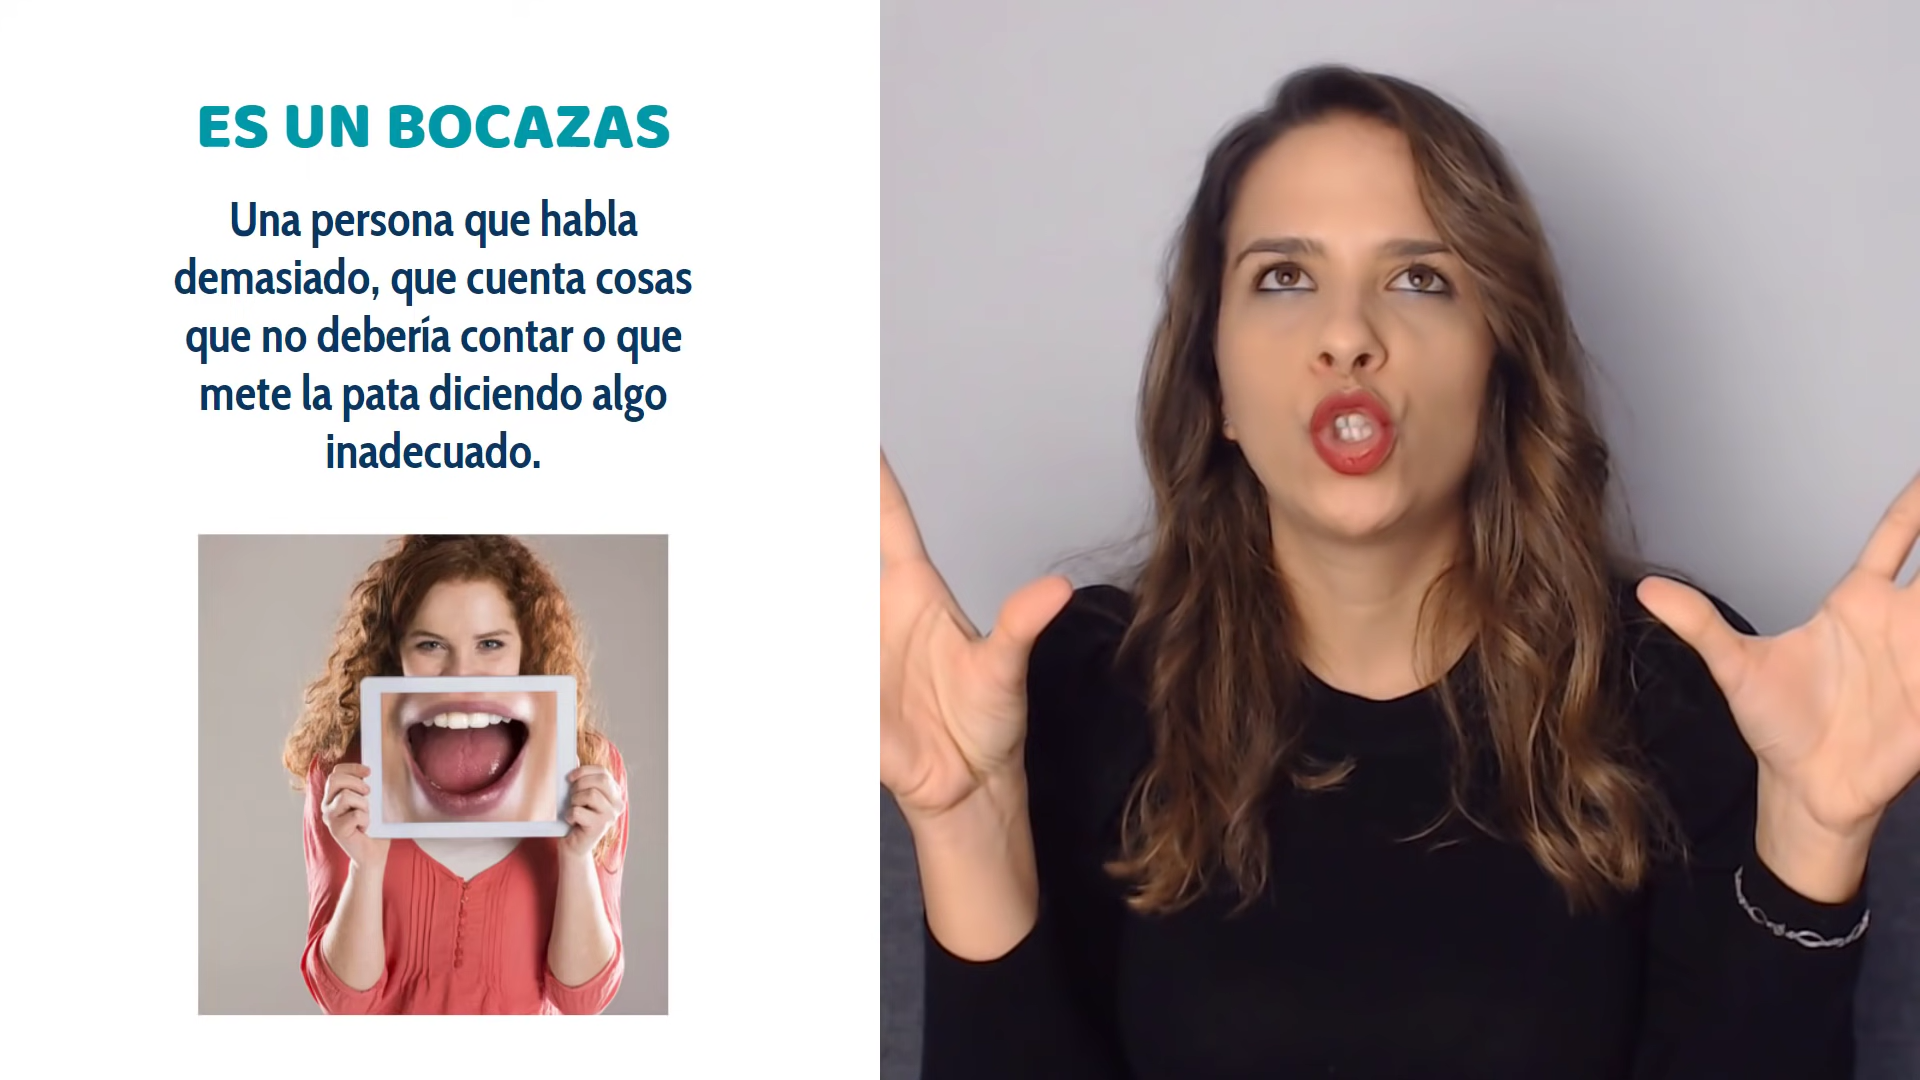 ES UN BOCAZAS
Una persona que habla
demasiado, que cuenta cosas
que no debería contar o que
mete la pata diciendo algo
inadecuado.